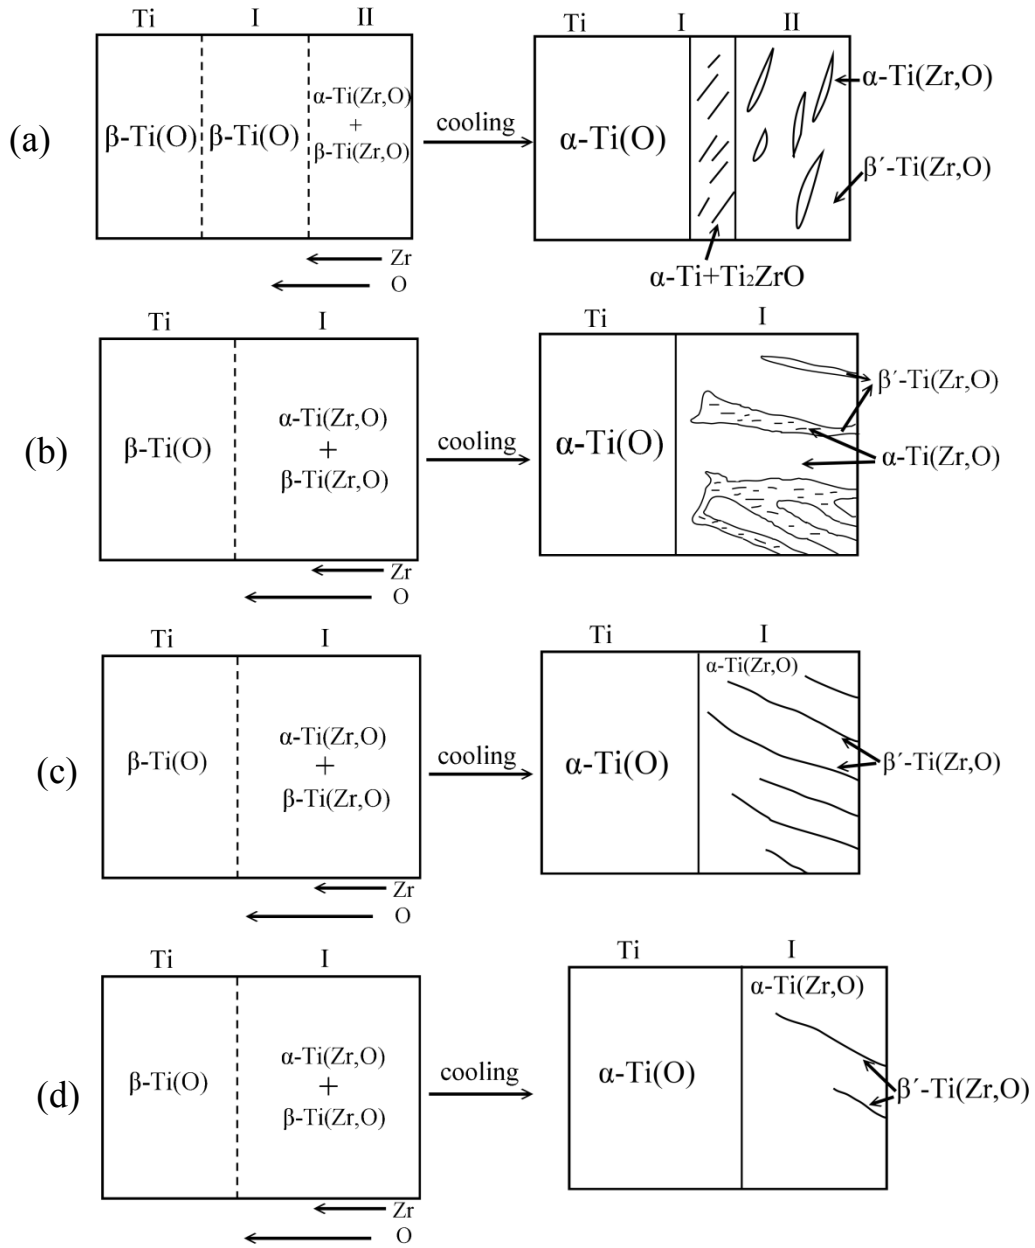 Ti I II
Ti I II
(a)
β-Ti(O)
β-Ti(O)
α-Ti(Zr,O)
+
β-Ti(Zr,O)
cooling
α-Ti(O)
α-Ti(Zr,O)
β´-Ti(Zr,O)
α-Ti+Ti₂ZrO
Zr
O
Ti I
Ti I
(b)
β-Ti(O)
α-Ti(Zr,O)
+
β-Ti(Zr,O)
cooling
α-Ti(O)
β´-Ti(Zr,O)
α-Ti(Zr,O)
Zr
O
Ti I
Ti I
(c)
β-Ti(O)
α-Ti(Zr,O)
+
β-Ti(Zr,O)
cooling
α-Ti(O)
α-Ti(Zr,O)
β´-Ti(Zr,O)
Zr
O
Ti I
Ti I
(d)
β-Ti(O)
α-Ti(Zr,O)
+
β-Ti(Zr,O)
cooling
α-Ti(O)
α-Ti(Zr,O)
β´-Ti(Zr,O)
Zr
O